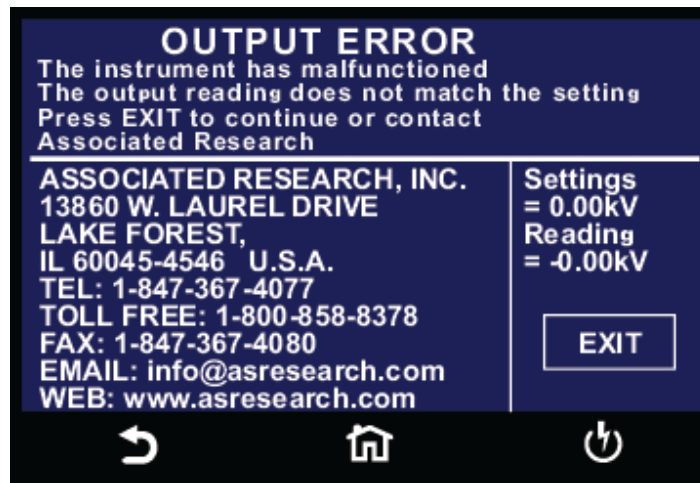 OUTPUT ERROR
The instrument has malfunctioned
The output reading does not match the setting
Press EXIT to continue or contact
Associated Research
ASSOCIATED RESEARCH, INC.
13860 W. LAUREL DRIVE
LAKE FOREST,
IL 60045-4546 U.S.A.
TEL: 1-847-367-4077
TOLL FREE: 1-800-858-8378
FAX: 1-847-367-4080
EMAIL: info@asresearch.com
WEB: www.asresearch.com
Settings
= 0.00kV
Reading
= -0.00kV
EXIT